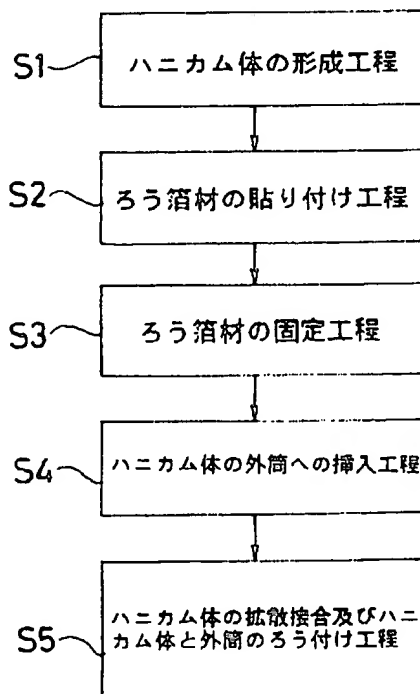 S1
ハニカム体の形成工程
S2
ろう箔材の貼り付け工程
S3
ろう箔材の固定工程
S4
ハニカム体の外筒への挿入工程
S5
ハニカム体の拡散接合及びハニ
カム体と外筒のろう付け工程